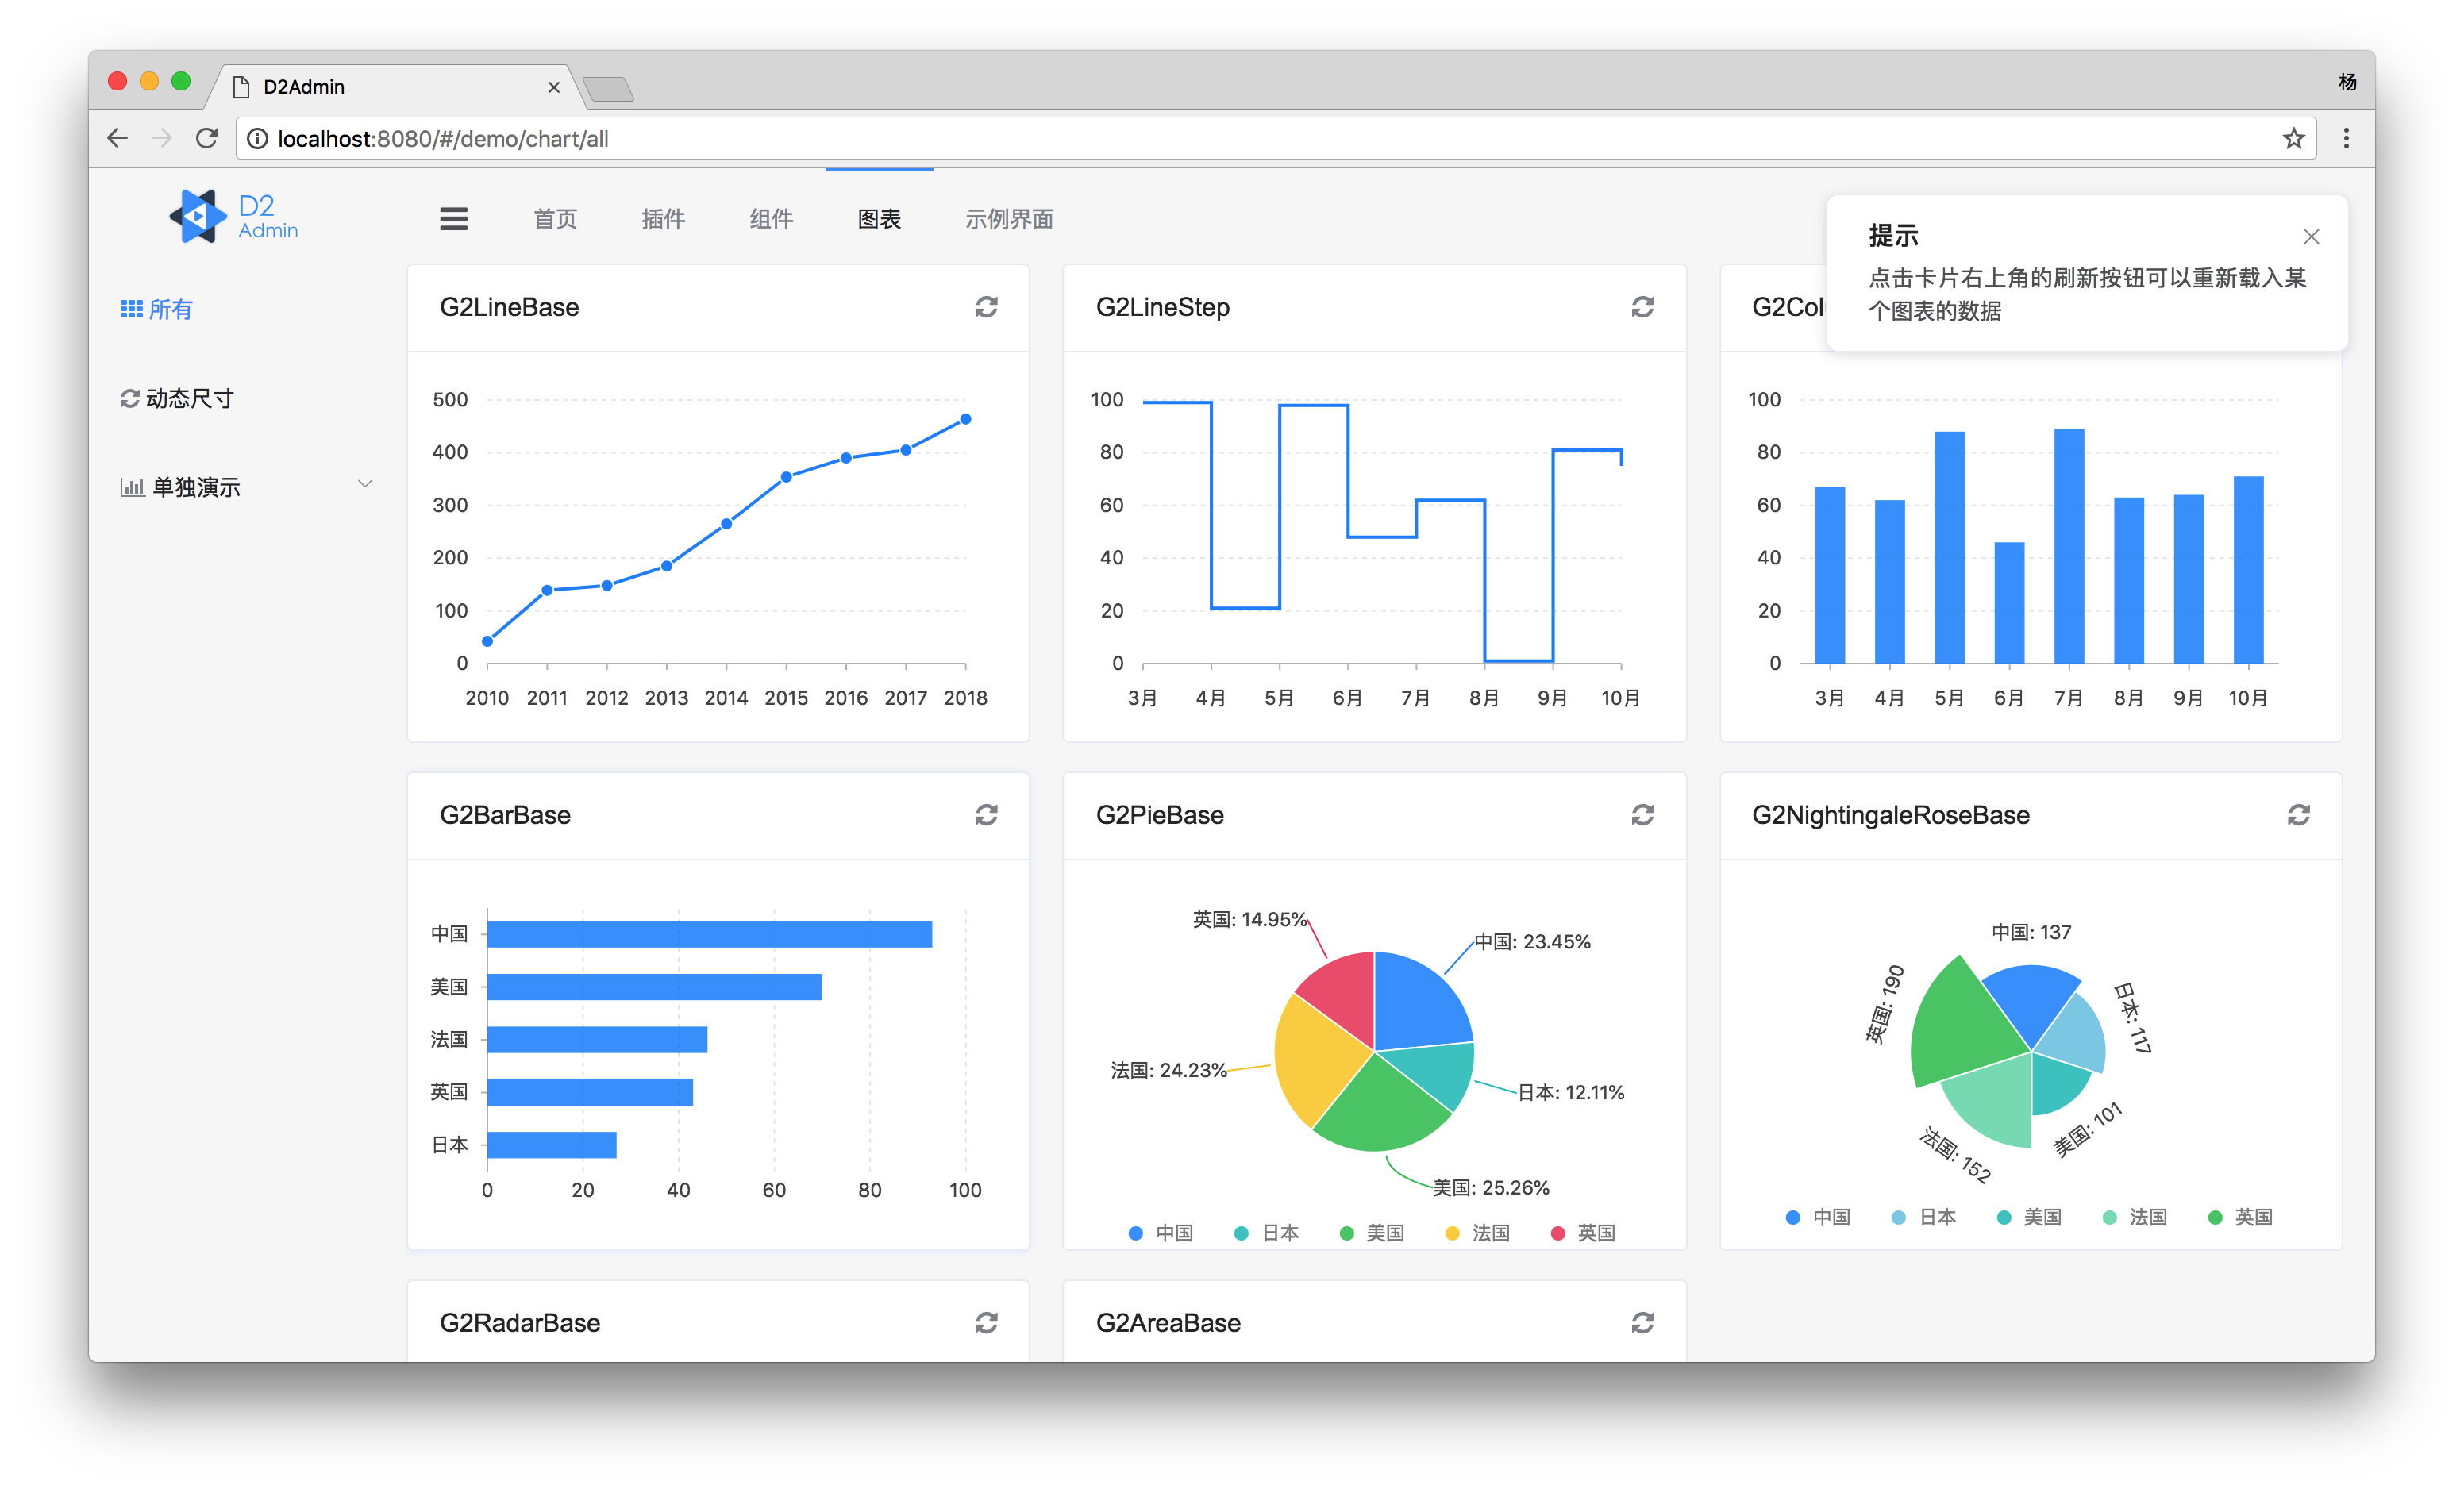 D2Admin
杨
localhost:8080/#/demo/chart/all
D2
Admin
首页 插件 组件 图表 示例界面
提示
点击卡片右上角的刷新按钮可以重新载入某
个图表的数据
所有
动态尺寸
单独演示
G2LineBase
500
400
300
200
100
0
2010 2011 2012 2013 2014 2015 2016 2017 2018
G2LineStep
100
80
60
40
20
0
3月 4月 5月 6月 7月 8月 9月 10月
G2Col
100
80
60
40
20
0
3月 4月 5月 6月 7月 8月 9月 10月
G2BarBase
中国
美国
法国
英国
日本
0 20 40 60 80 100
G2PieBase
英国: 14.95%
中国: 23.45%
法国: 24.23%
日本: 12.11%
美国: 25.26%
中国 日本 美国 法国 英国
G2NightingaleRoseBase
中国: 137
英国: 190
日本: 117
美国: 101
法国: 152
中国 日本 美国 法国 英国
G2RadarBase
G2AreaBase